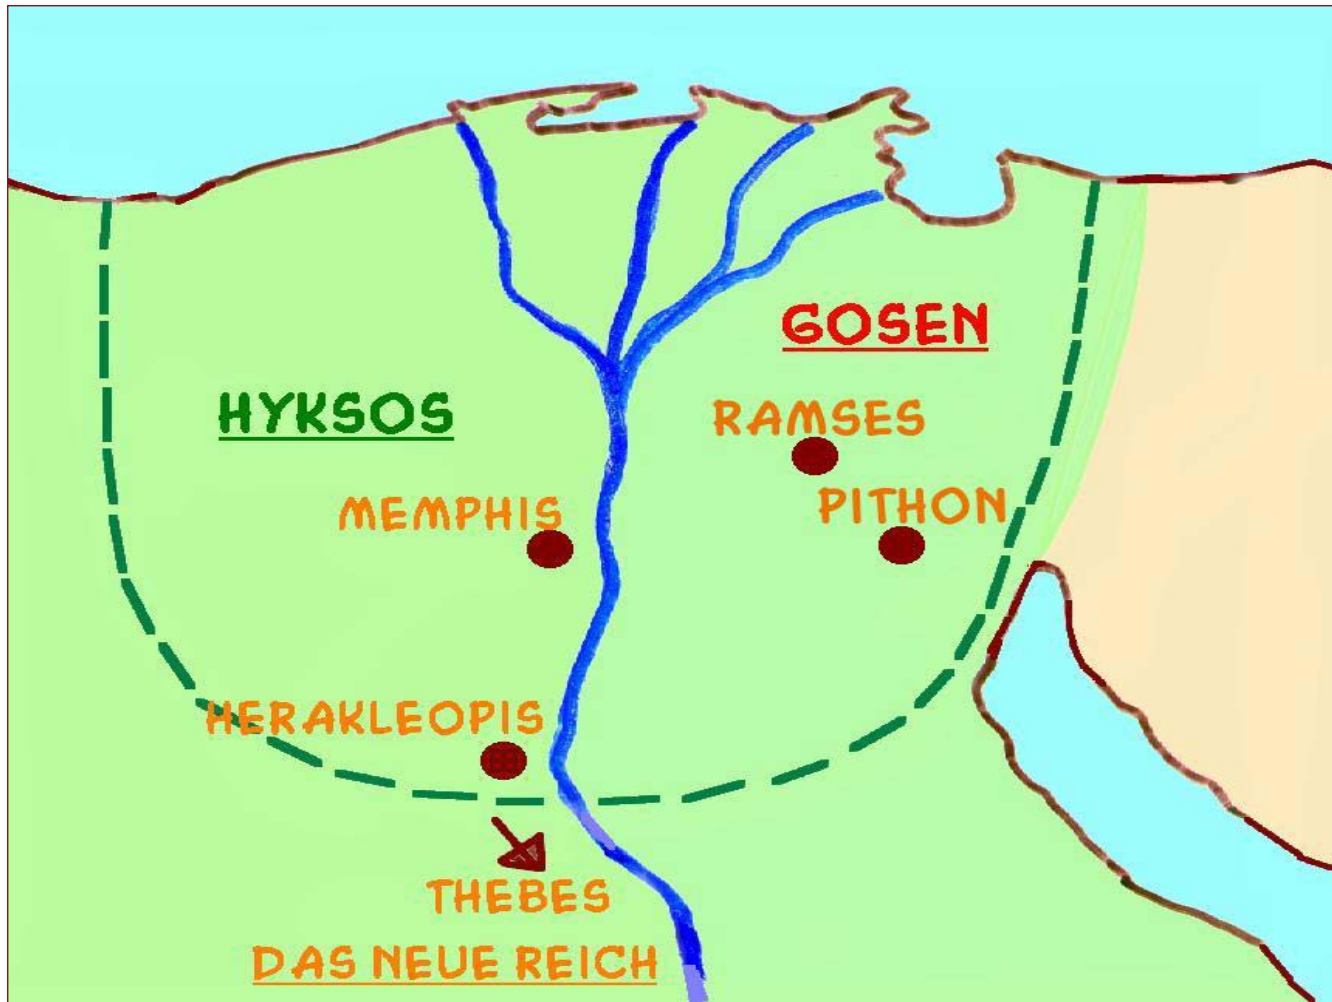 GOSEN
HYKSOS
RAMSES
MEMPHIS
PITHON
HERAKLEOPIS
THEBES
DAS NEUE REICH